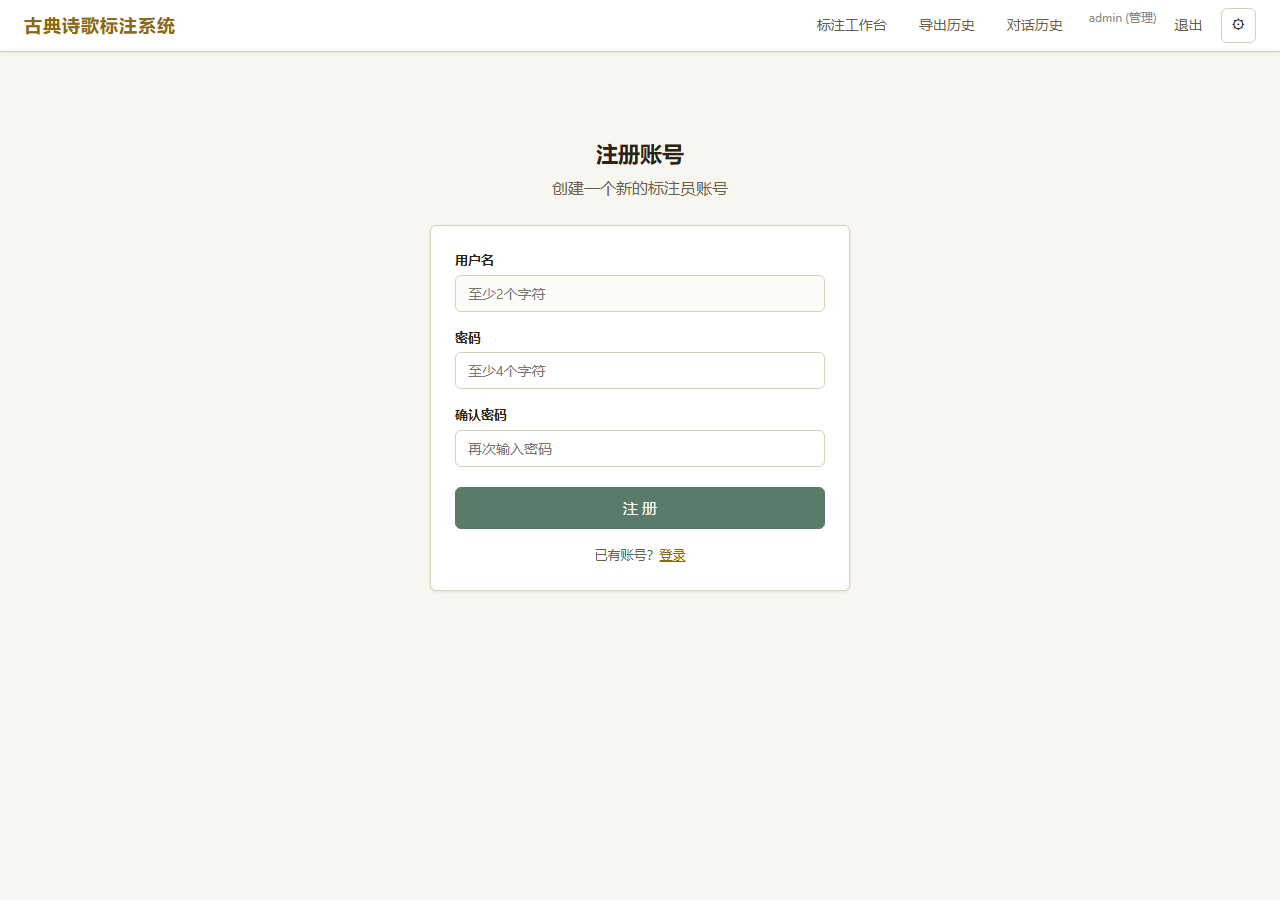 古典诗歌标注系统 标注工作台 导出历史 对话历史 admin (管理) 退出
注册账号
创建一个新的标注员账号
用户名
至少2个字符
密码
至少4个字符
确认密码
再次输入密码
注 册
已有账号? 登录